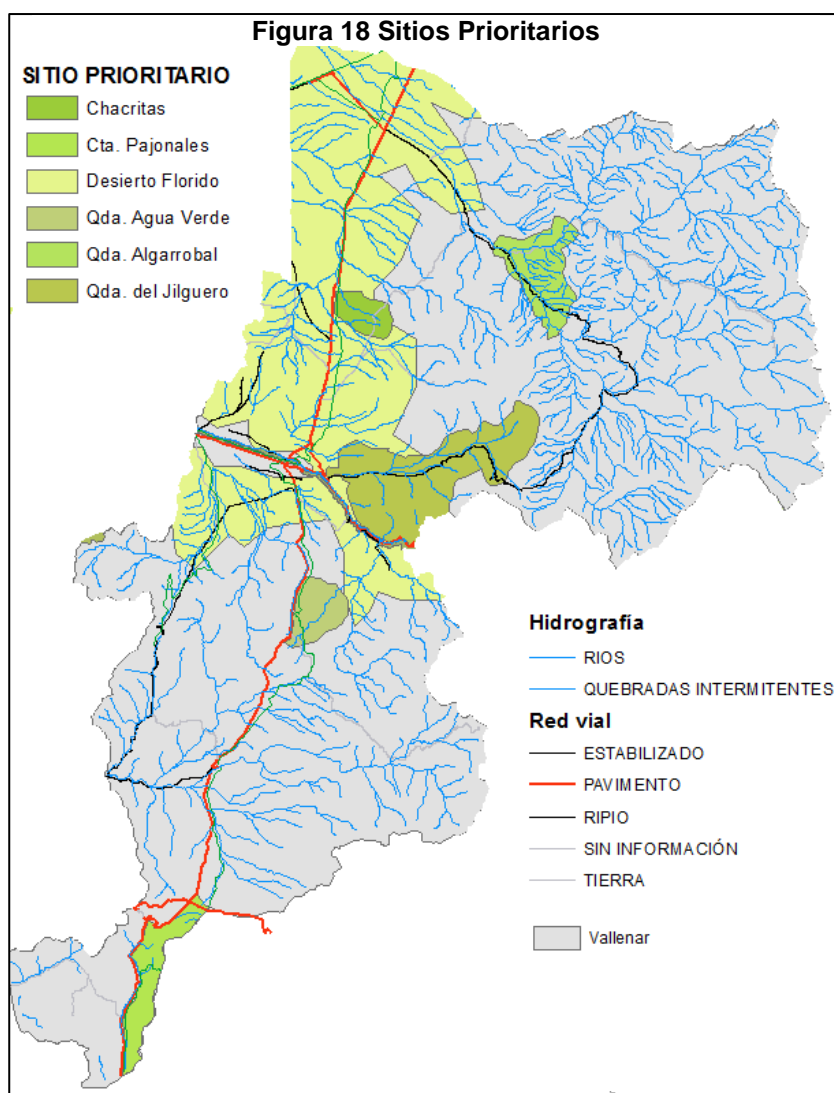 Figura 18 Sitios Prioritarios
SITIO PRIORITARIO
Chacritas
Cta. Pajonales
Desierto Florido
Qda. Agua Verde
Qda. Algarrobal
Qda. del Jilguero
Hidrografía
RIOS
QUEBRADAS INTERMITENTES
Red vial
ESTABILIZADO
PAVIMENTO
RIPIO
SIN INFORMACIÓN
TIERRA
Vallenar